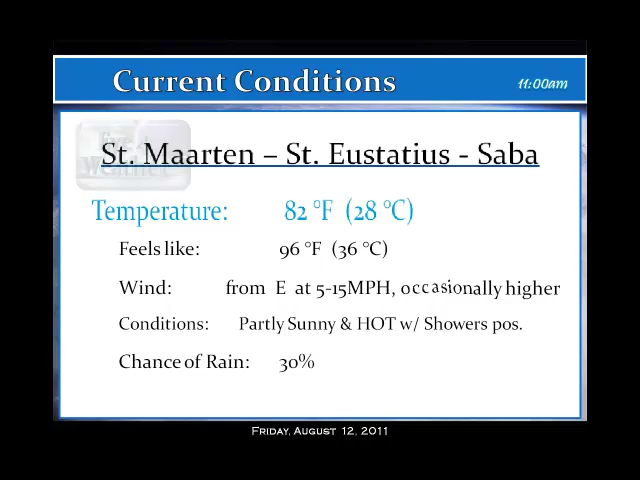 Current Conditions
11:00am
St. Maarten – St. Eustatius - Saba
Temperature: 82 °F (28 °C)
Feels like: 96 °F (36 °C)
Wind: from E at 5-15MPH, occasionally higher
Conditions: Partly Sunny & HOT w/ Showers pos.
Chance of Rain: 30%
Friday, August 12, 2011